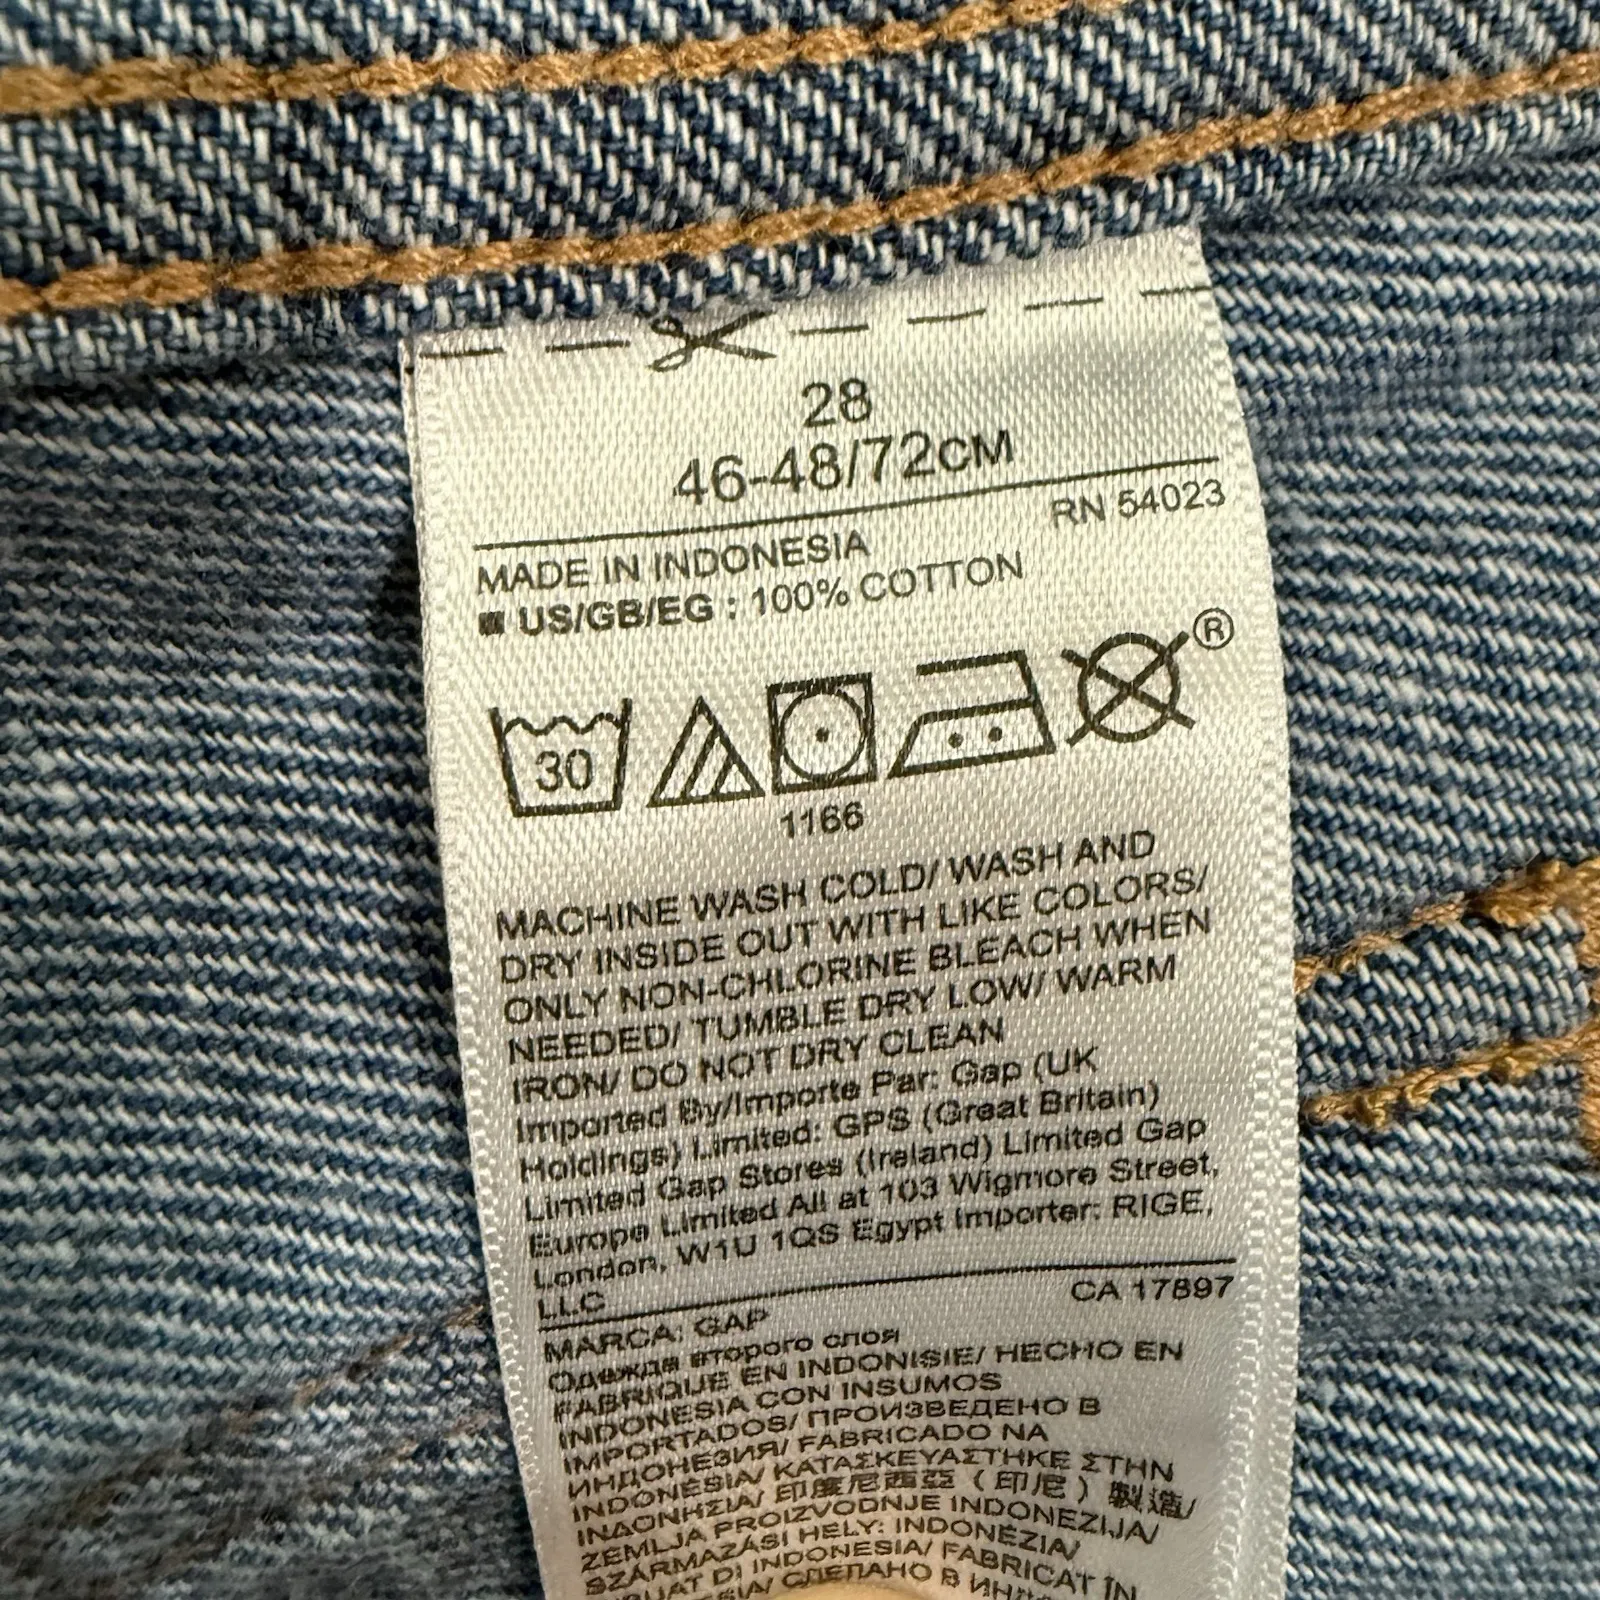 28
46-48/72CM
RN 54023
MADE IN INDONESIA
US/GB/EG : 100% COTTON
®
30
1166
MACHINE WASH COLD/ WASH AND
DRY INSIDE OUT WITH LIKE COLORS/
ONLY NON-CHLORINE BLEACH WHEN
NEEDED/ TUMBLE DRY LOW/ WARM
IRON/ DO NOT DRY CLEAN
Imported By/Importe Par: Gap (UK
Holdings) Limited: GPS (Great Britain)
Limited Gap Stores (Ireland) Limited Gap
Europe Limited All at 103 Wigmore Street,
London, W1U 1QS Egypt Importer: RIGE,
LLC
CA 17897
MARCA: GAP
Одежда второго слоя
FABRIQUE EN INDONISIE/ HECHO EN
INDONESIA CON INSUMOS
IMPORTADOS/ ПРОИЗВЕДЕНО В
ИНДОНЕЗИЯ/ FABRICADO NA
INDONÉSIA/ ΚΑΤΑΣΚΕΥΑΣΤΗΚΕ ΣΤΗΝ
ΙΝΔΟΝΗΣΙΑ/ 印度尼西亞（印尼）製造/
ZEMLJA PROIZVODNJE INDONEZIJA/
SZÁRMAZÁSI HELY: INDONÉZIA/
DI INDONESIA/ FABRICAT ÎN
СДЕЛАНО В